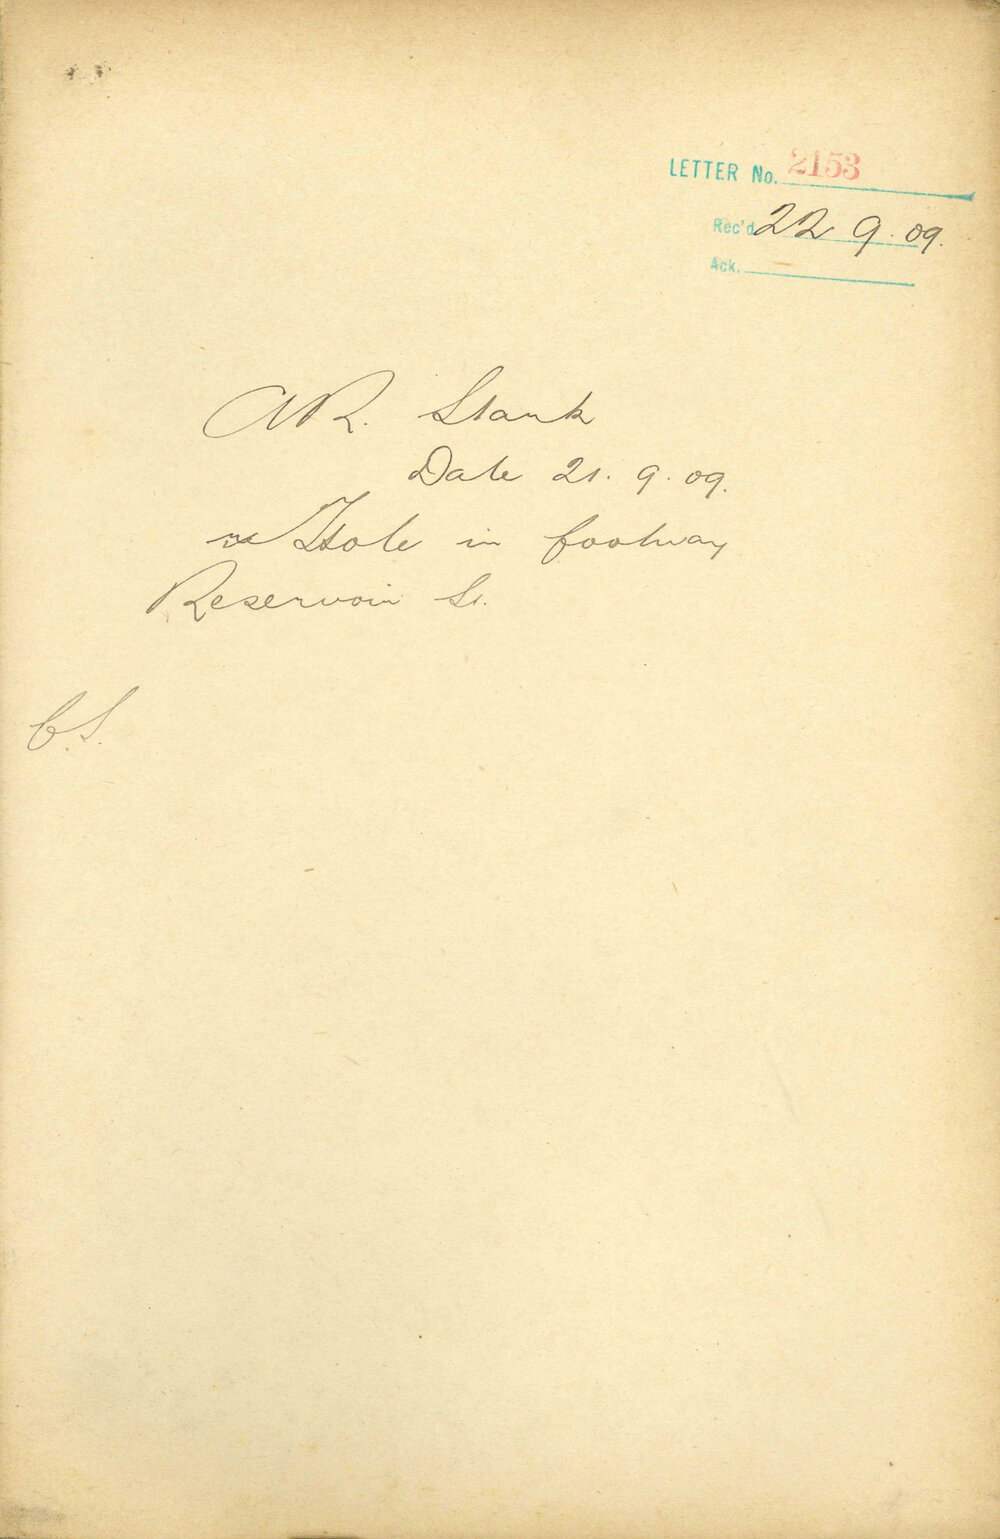 LETTER No. 2153
Rec'd 22.9.09.
Ack.
A R. Stark
Date 21.9.09.
re Hole in footway
Reservoir St.
C.S.